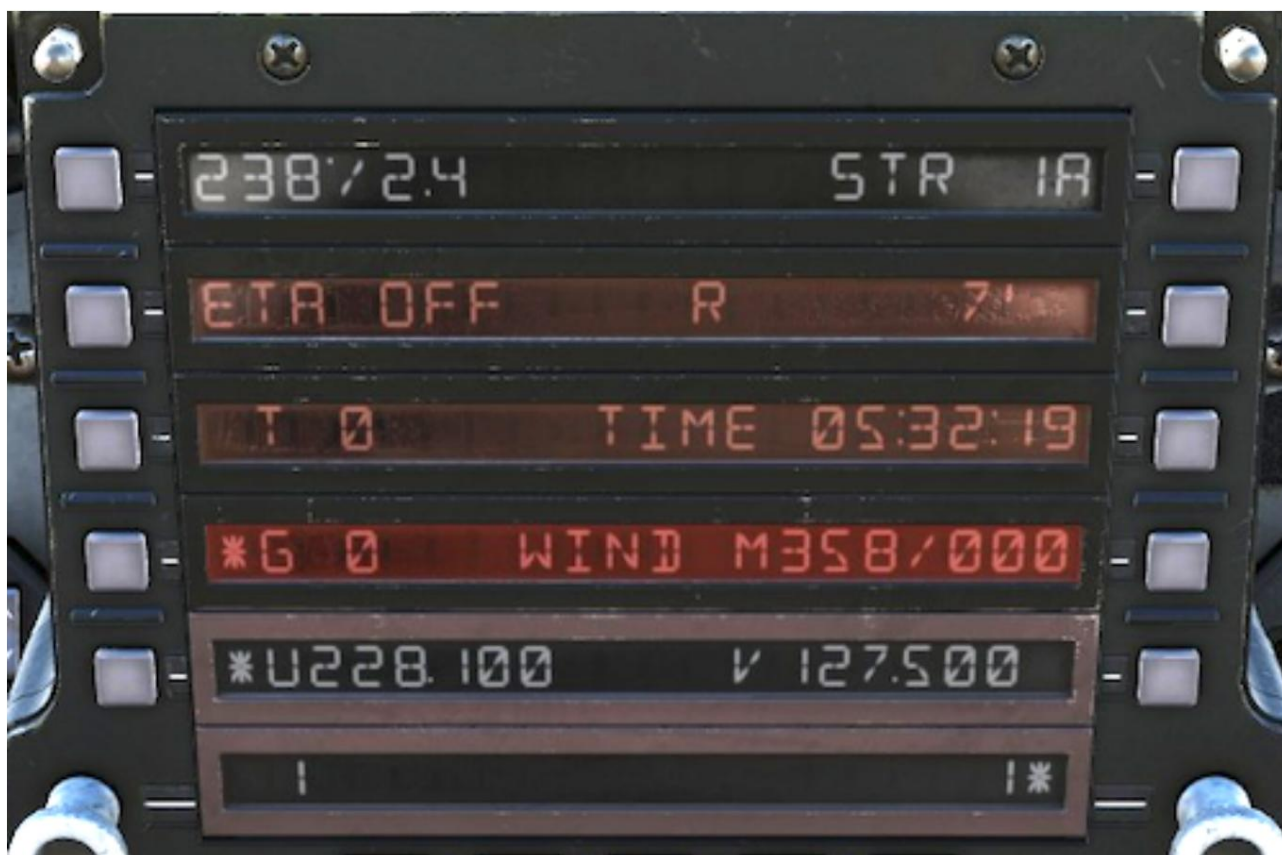 238°/2.4 STR 1A
ETA OFF R 7'
T 0 TIME 05:32:19
*G 0 WIND M358/000
*U228.100 V 127.500
1 1*